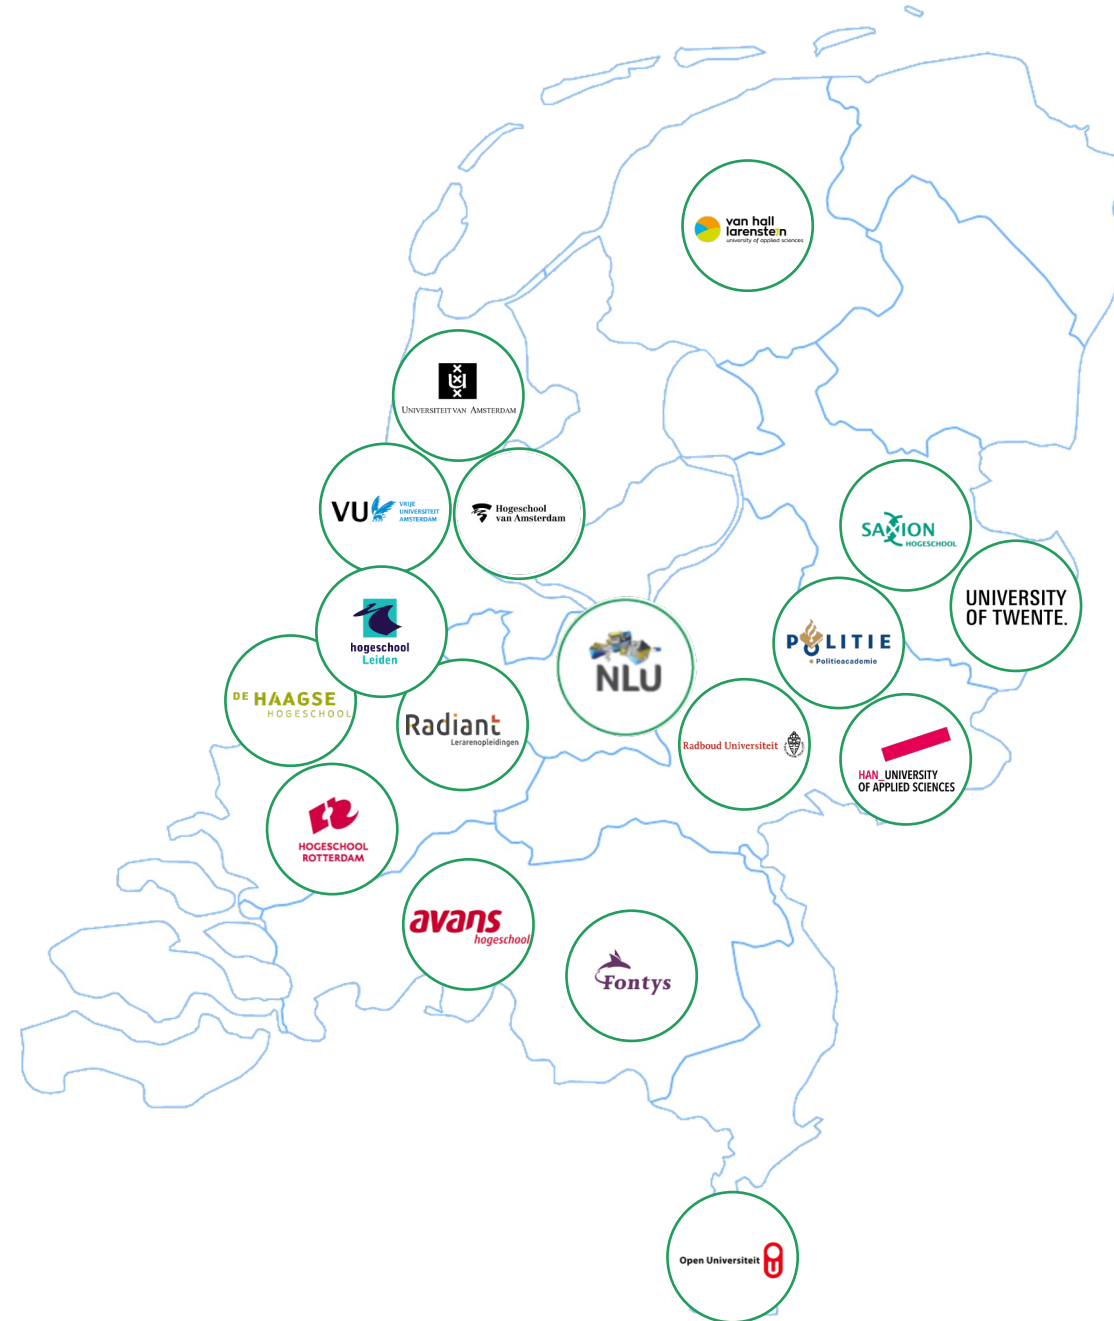 van hall
larenstein
university of applied sciences
U
UNIVERSITEIT VAN AMSTERDAM
VU
VRIJE
UNIVERSITEIT
AMSTERDAM
Hogeschool
van Amsterdam
SAXION
HOGESCHOOL
UNIVERSITY
OF TWENTE.
hogeschool
Leiden
POLITIE
Politieacademie
NLU
DE HAAGSE
HOGESCHOOL
Radiant
Lerarenopleidingen
Radboud Universiteit
HAN_UNIVERSITY
OF APPLIED SCIENCES
HOGESCHOOL
ROTTERDAM
avans
hogeschool
Fontys
Open Universiteit
U